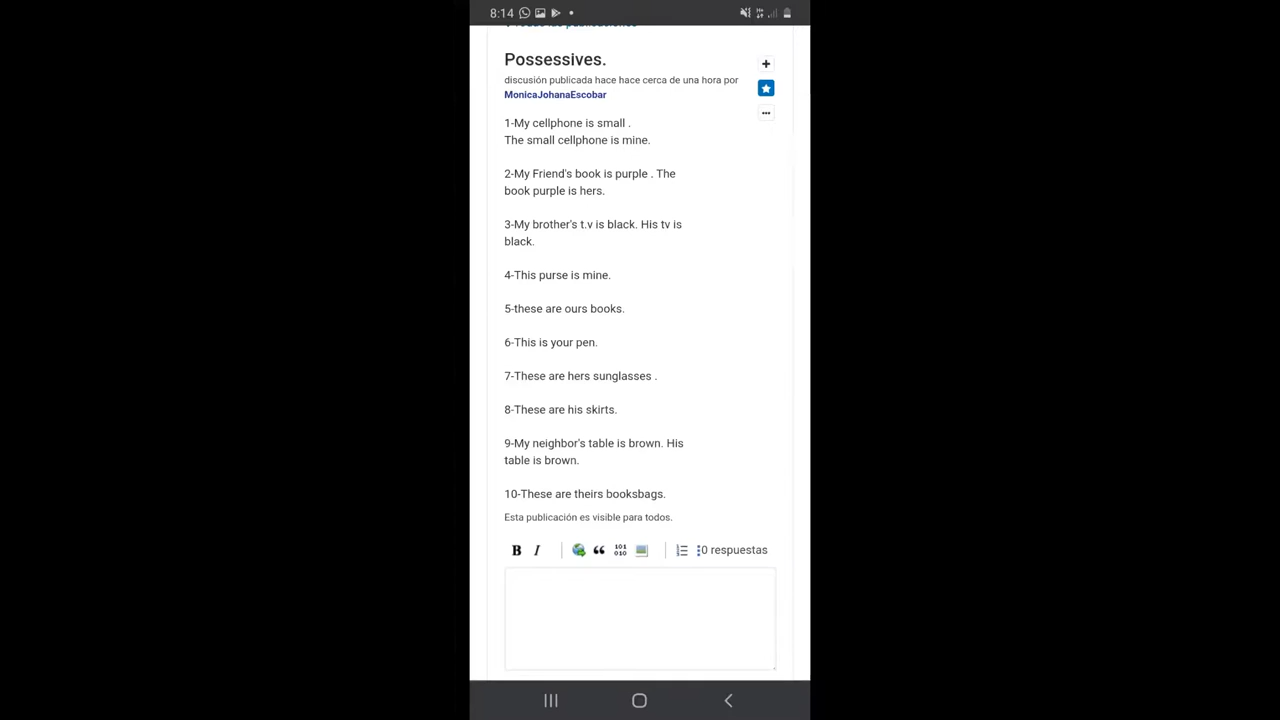 8:14
Possessives.
discusión publicada hace hace cerca de una hora por
MonicaJohanaEscobar
1-My cellphone is small .
The small cellphone is mine.
2-My Friend's book is purple . The
book purple is hers.
3-My brother's t.v is black. His tv is
black.
4-This purse is mine.
5-these are ours books.
6-This is your pen.
7-These are hers sunglasses .
8-These are his skirts.
9-My neighbor's table is brown. His
table is brown.
10-These are theirs booksbags.
Esta publicación es visible para todos.
B I 101 010 0 respuestas